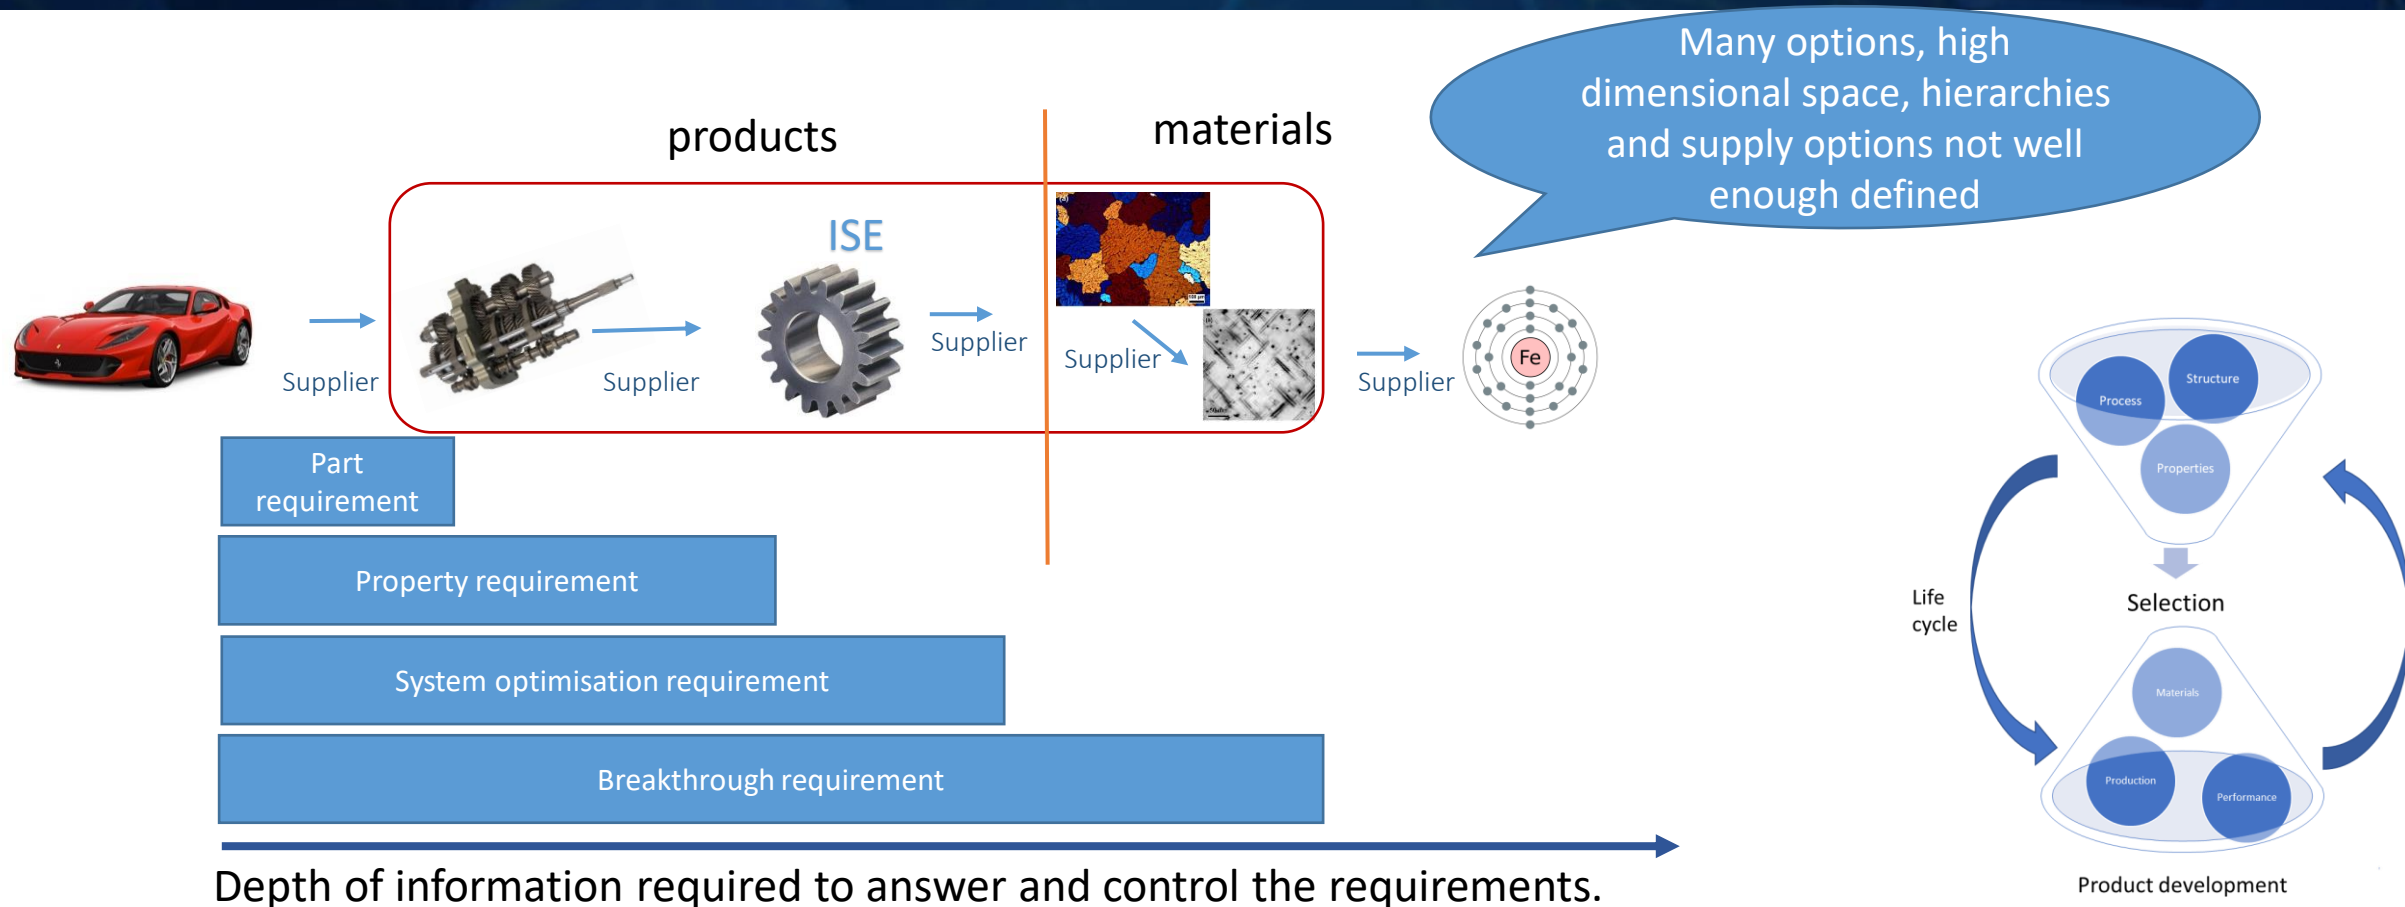 Many options, high
dimensional space, hierarchies
and supply options not well
enough defined
products
materials
ISE
Supplier
Supplier
Supplier
Supplier
Supplier
Fe
Part
requirement
Property requirement
System optimisation requirement
Breakthrough requirement
Depth of information required to answer and control the requirements.
Process
Structure
Properties
Life
cycle
Selection
Materials
Production
Performance
Product development